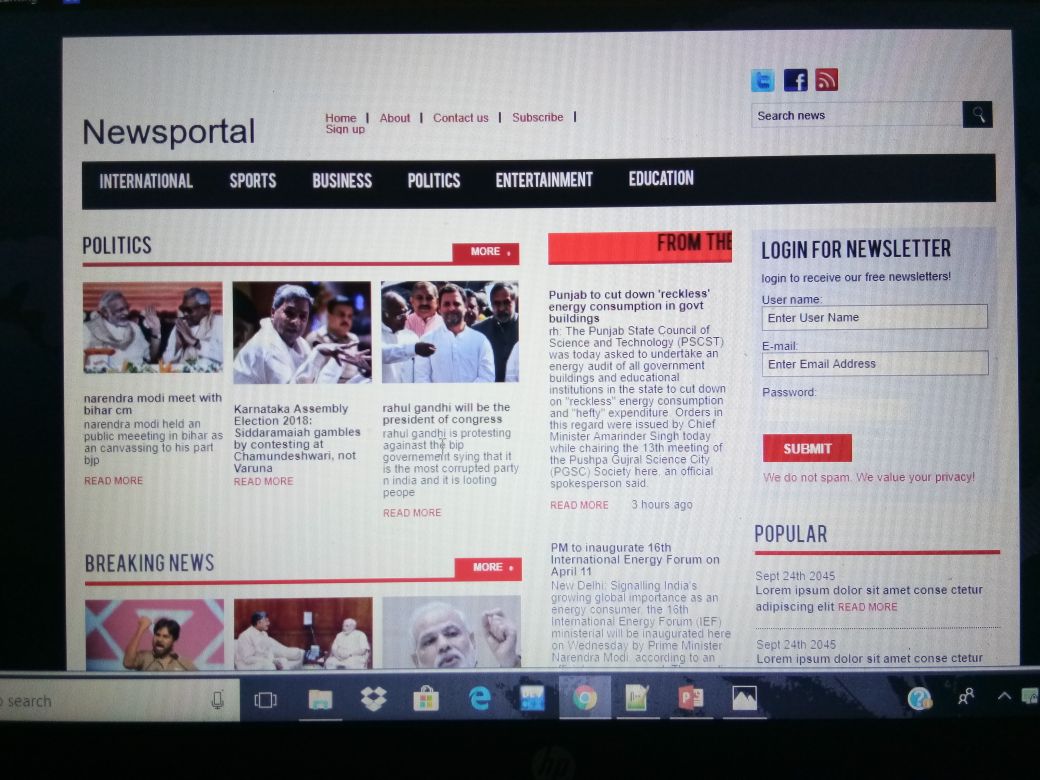 Newsportal
Home | About | Contact us | Subscribe |
Sign up
Search news
INTERNATIONAL SPORTS BUSINESS POLITICS ENTERTAINMENT EDUCATION
POLITICS
MORE
narendra modi meet with
bihar cm
narendra modi held an
public meeeting in bihar as
an canvassing to his part
bjp
READ MORE
Karnataka Assembly
Election 2018:
Siddaramaiah gambles
by contesting at
Chamundeshwari, not
Varuna
READ MORE
rahul gandhi will be the
president of congress
rahul gandhi is protesting
againast the bip
governement sying that it
is the most corrupted party
n india and it is looting
peope
READ MORE
BREAKING NEWS
MORE
FROM THE
Punjab to cut down 'reckless'
energy consumption in govt
buildings
rh: The Punjab State Council of
Science and Technology (PSCST)
was today asked to undertake an
energy audit of all government
buildings and educational
institutions in the state to cut down
on "reckless" energy consumption
and "hefty" expenditure. Orders in
this regard were issued by Chief
Minister Amarinder Singh today
while chairing the 13th meeting of
the Pushpa Gujral Science City
(PGSC) Society here, an official
spokesperson said.
READ MORE 3 hours ago
PM to inaugurate 16th
International Energy Forum on
April 11
New Delhi: Signalling India's
growing global importance as an
energy consumer, the 16th
International Energy Forum (IEF)
ministerial will be inaugurated here
on Wednesday by Prime Minister
Narendra Modi, according to an
LOGIN FOR NEWSLETTER
login to receive our free newsletters!
User name:
Enter User Name
E-mail:
Enter Email Address
Password:
SUBMIT
We do not spam. We value your privacy!
POPULAR
Sept 24th 2045
Lorem ipsum dolor sit amet conse ctetur
adipiscing elit READ MORE
Sept 24th 2045
Lorem ipsum dolor sit amet conse ctetur
search
hp